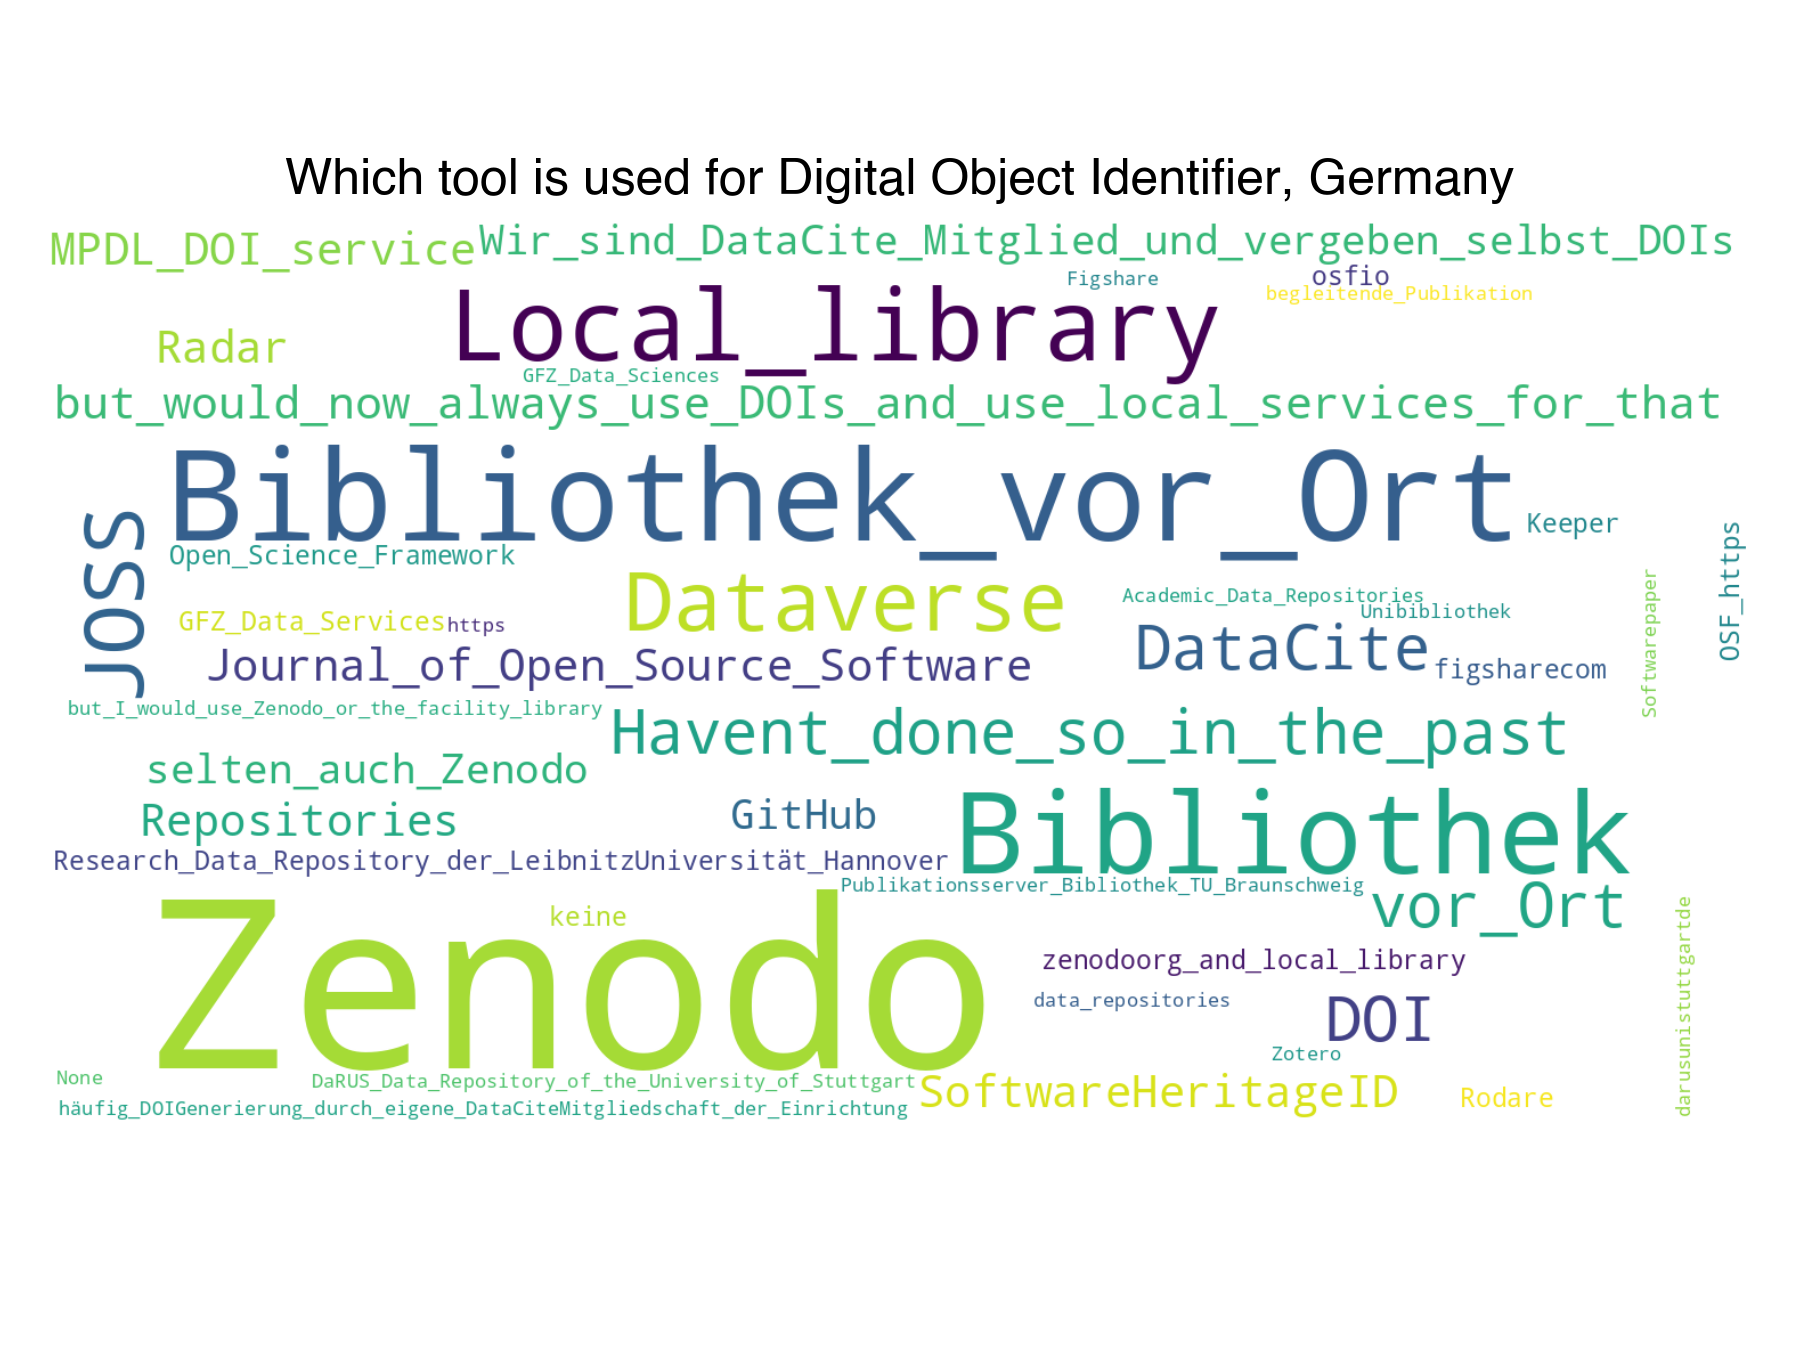 Which tool is used for Digital Object Identifier, Germany
MPDL_DOI_service
Wir_sind_DataCite_Mitglied_und_vergeben_selbst_DOIs
Figshare
osfio
begleitende_Publikation
Local_library
Radar
GFZ_Data_Sciences
but_would_now_always_use_DOIs_and_use_local_services_for_that
Bibliothek_vor_Ort
Keeper
JOSS
Open_Science_Framework
OSF_https
Dataverse
Academic_Data_Repositories
Unibibliothek
Softwarepaper
GFZ_Data_Services
https
DataCite
Journal_of_Open_Source_Software
figsharecom
but_I_would_use_Zenodo_or_the_facility_library
Havent_done_so_in_the_past
selten_auch_Zenodo
Repositories
GitHub
Bibliothek
Research_Data_Repository_der_LeibnitzUniversität_Hannover
Publikationsserver_Bibliothek_TU_Braunschweig
vor_Ort
Zenodo
keine
zenodoorg_and_local_library
data_repositories
DOI
darusunistuttgartde
Zotero
None
DaRUS_Data_Repository_of_the_University_of_Stuttgart
SoftwareHeritageID
Rodare
häufig_DOIGenerierung_durch_eigene_DataCiteMitgliedschaft_der_Einrichtung